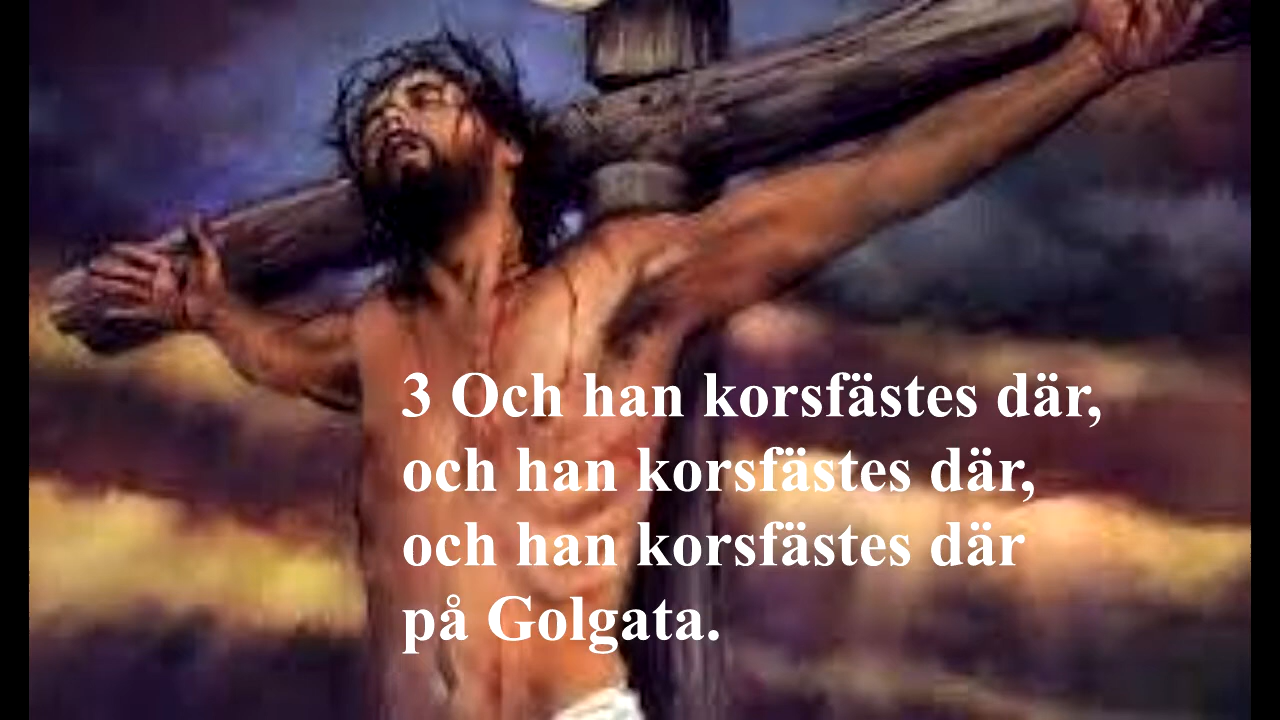 3 Och han korsfästes där,
och han korsfästes där,
och han korsfästes där
på Golgata.